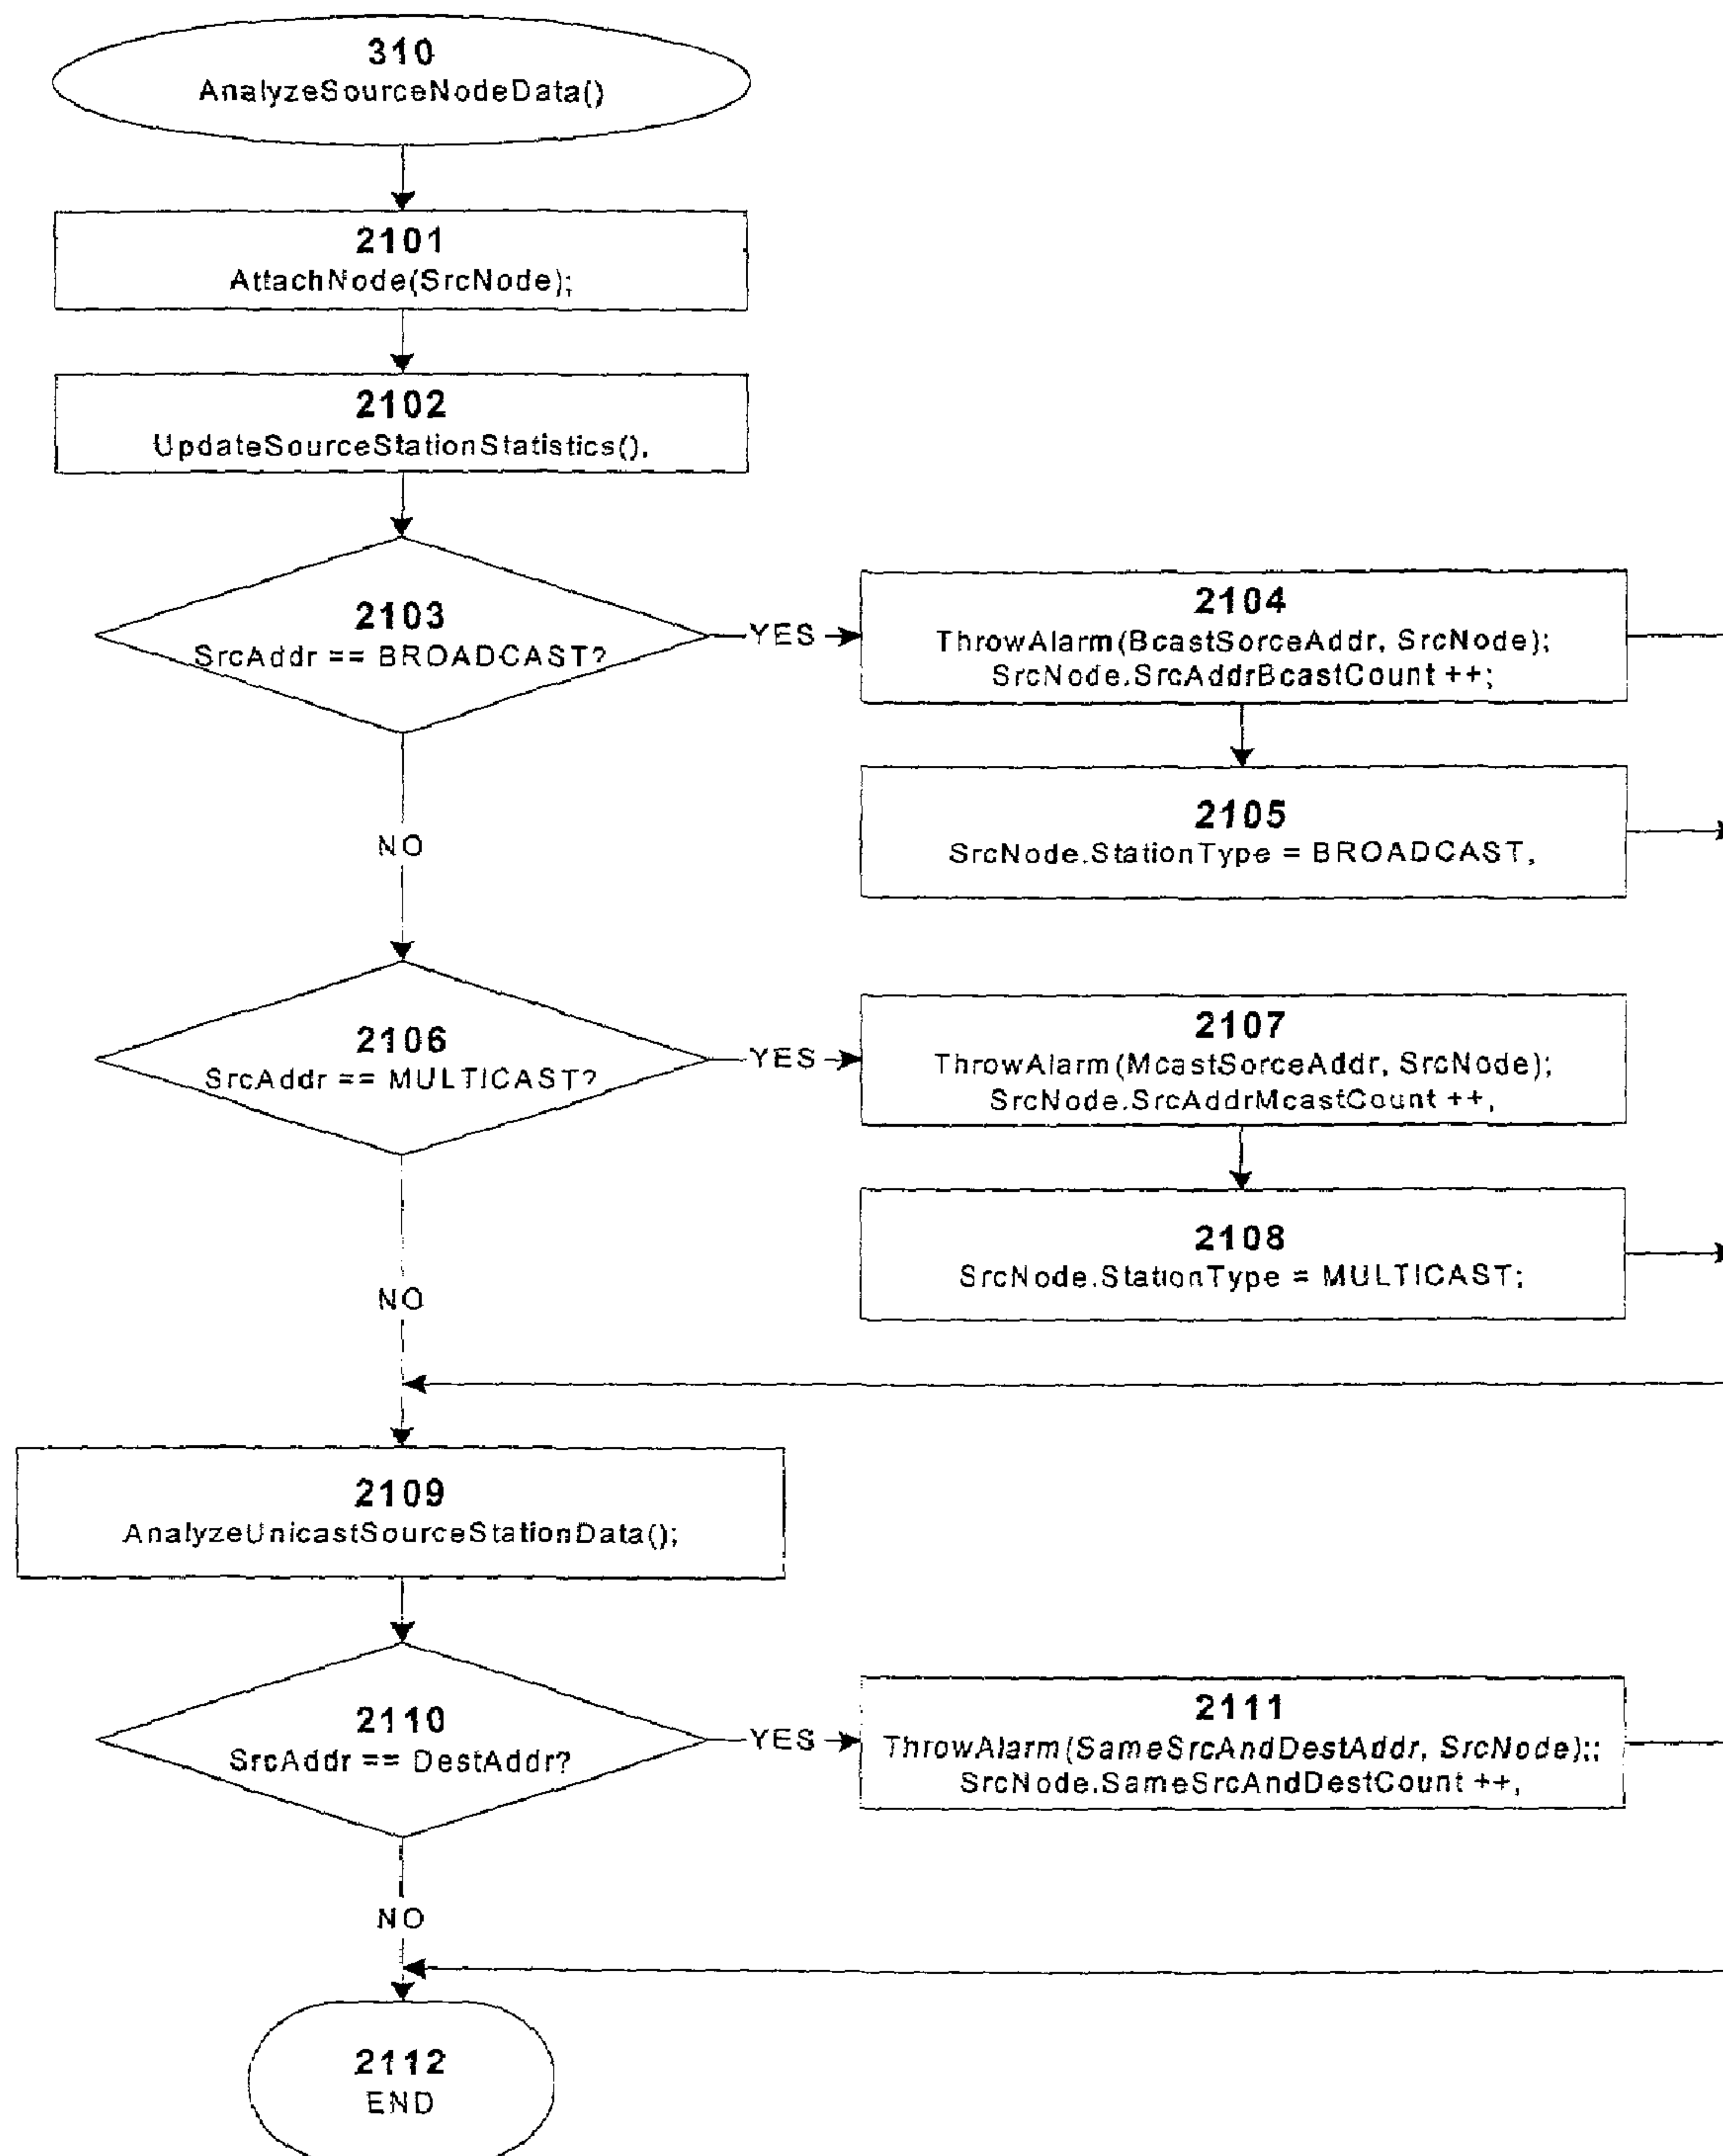 310
AnalyzeSourceNodeData()
2101
AttachNode(SrcNode);
2102
UpdateSourceStationStatistics(),
2103
SrcAddr == BROADCAST?
YES
2104
ThrowAlarm(BcastSorceAddr, SrcNode);
SrcNode.SrcAddrBcastCount ++;
2105
SrcNode.StationType = BROADCAST,
NO
2106
SrcAddr == MULTICAST?
YES
2107
ThrowAlarm(McastSorceAddr, SrcNode);
SrcNode.SrcAddrMcastCount ++,
2108
SrcNode.StationType = MULTICAST;
NO
2109
AnalyzeUnicastSourceStationData();
2110
SrcAddr == DestAddr?
YES
2111
ThrowAlarm(SameSrcAndDestAddr, SrcNode);;
SrcNode.SameSrcAndDestCount ++,
NO
2112
END